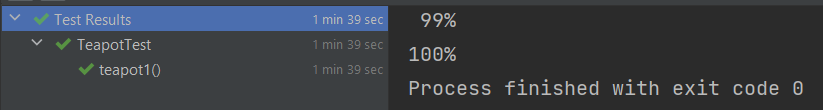 Test Results 1 min 39 sec
TeapotTest 1 min 39 sec
teapot1() 1 min 39 sec
99%
100%
Process finished with exit code 0